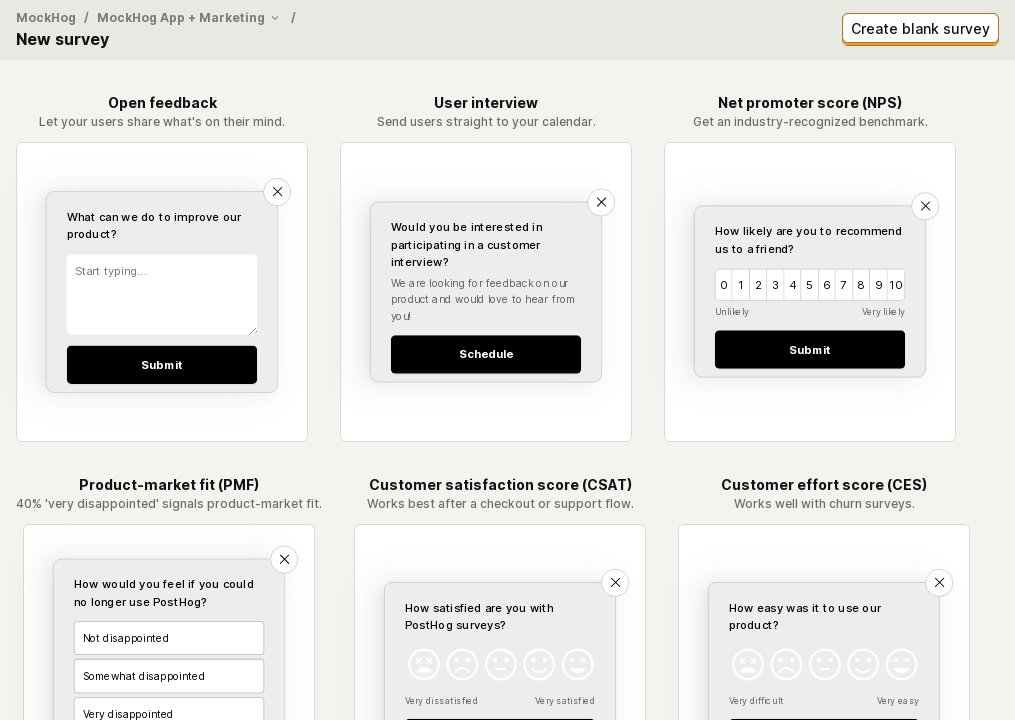 MockHog / MockHog App + Marketing /
New survey
Create blank survey
Open feedback
Let your users share what's on their mind.
What can we do to improve our
product?
Start typing...
Submit
User interview
Send users straight to your calendar.
Would you be interested in
participating in a customer
interview?
We are looking for feedback on our
product and would love to hear from
you!
Schedule
Net promoter score (NPS)
Get an industry-recognized benchmark.
How likely are you to recommend
us to a friend?
0 1 2 3 4 5 6 7 8 9 10
Unlikely Very likely
Submit
Product-market fit (PMF)
40% 'very disappointed' signals product-market fit.
How would you feel if you could
no longer use PostHog?
Not disappointed
Somewhat disappointed
Very disappointed
Customer satisfaction score (CSAT)
Works best after a checkout or support flow.
How satisfied are you with
PostHog surveys?
Very dissatisfied Very satisfied
Customer effort score (CES)
Works well with churn surveys.
How easy was it to use our
product?
Very difficult Very easy